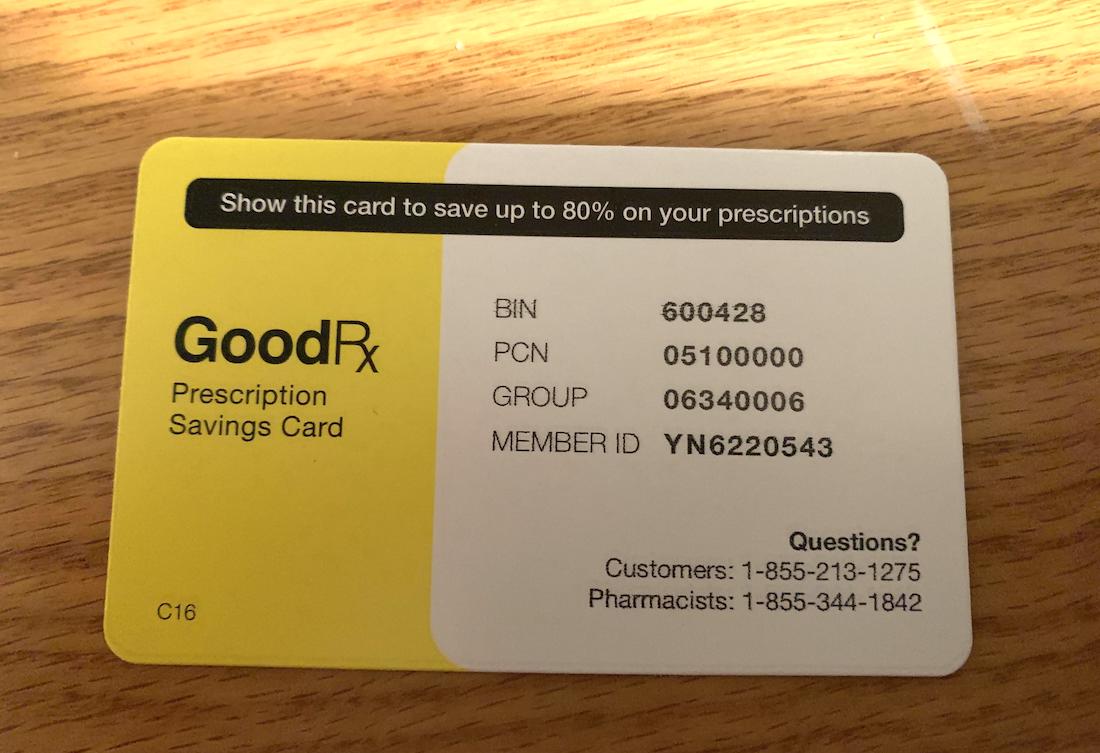 Show this card to save up to 80% on your prescriptions
GoodRx
Prescription
Savings Card
C16
BIN 600428
PCN 05100000
GROUP 06340006
MEMBER ID YN6220543
Questions?
Customers: 1-855-213-1275
Pharmacists: 1-855-344-1842